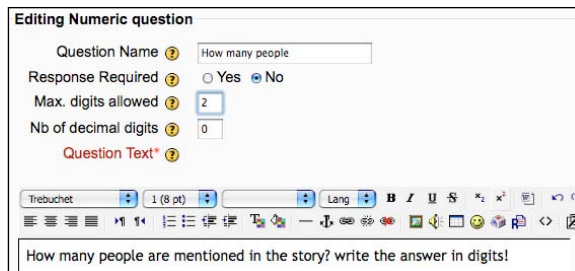 Editing Numeric question
Question Name
How many people
Response Required Yes No
Max. digits allowed 2
Nb of decimal digits 0
Question Text*
Trebuchet 1 (8 pt) Lang B I U S x₂ x²
How many people are mentioned in the story? write the answer in digits!